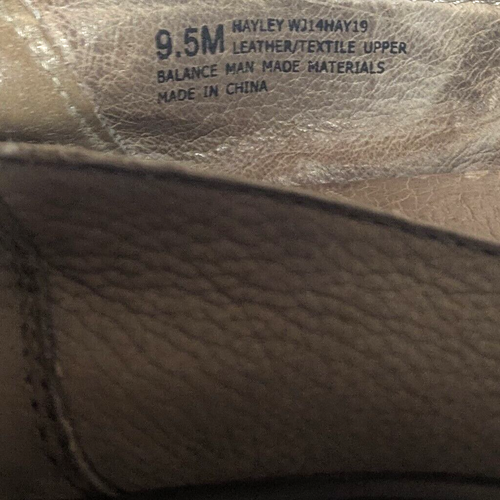 9.5M HAYLEY WJ14HAY19
LEATHER/TEXTILE UPPER
BALANCE MAN MADE MATERIALS
MADE IN CHINA